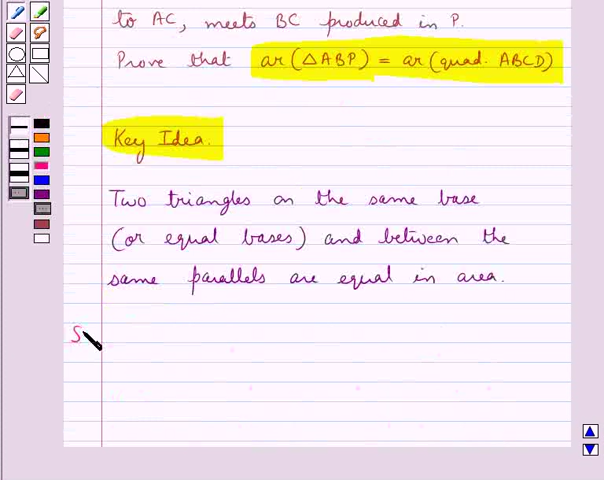 to AC, meets BC produced in P.
Prove that ar (△ABP) = ar (quad. ABCD)
Key Idea.
Two triangles on the same base
(or equal bases) and between the
same parallels are equal in area.
S